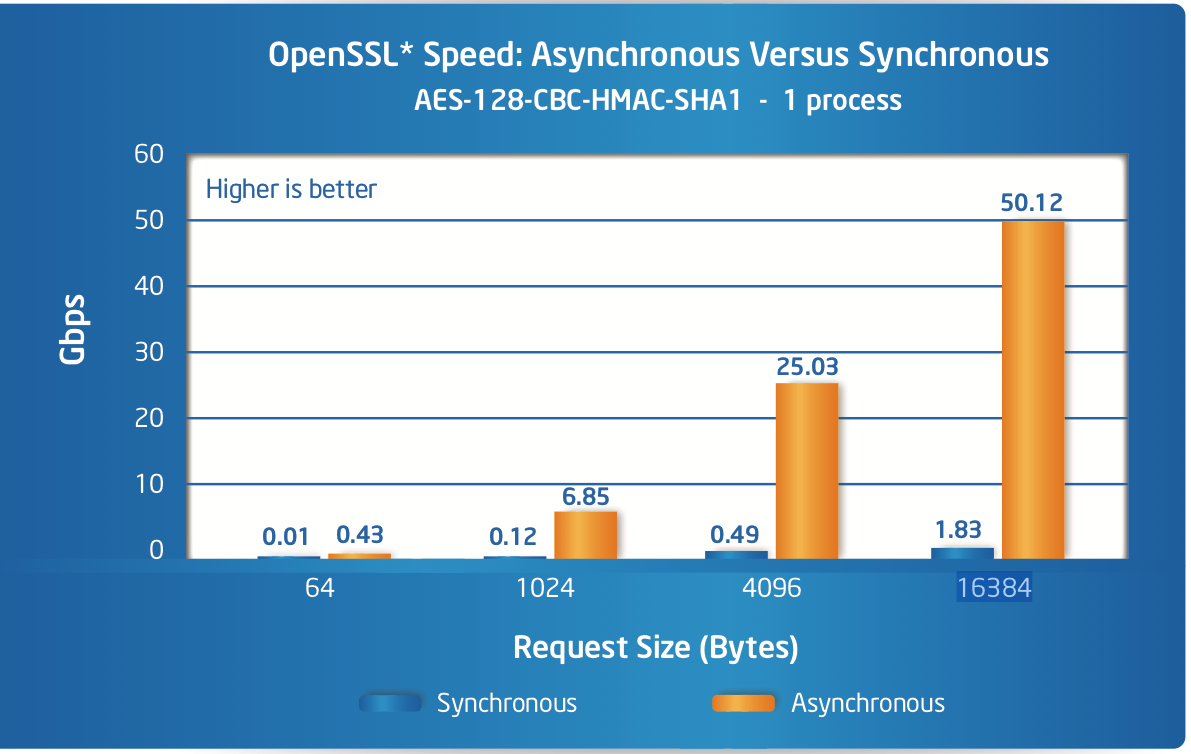 OpenSSL* Speed: Asynchronous Versus Synchronous
AES-128-CBC-HMAC-SHA1 - 1 process
60
Higher is better
50
40
30
20
10
0
Gbps
0.01
0.43
0.12
6.85
0.49
25.03
1.83
50.12
64
1024
4096
16384
Request Size (Bytes)
Synchronous
Asynchronous